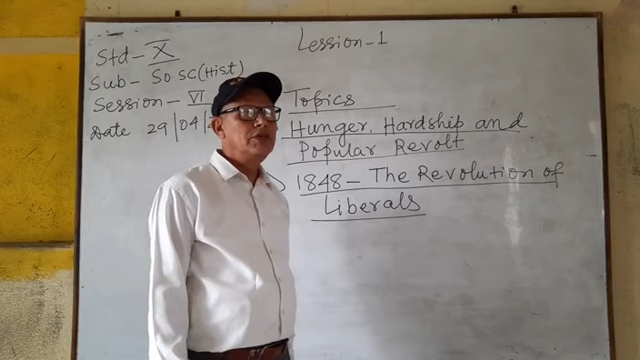 Lession-1
Std- X
Sub- SO SC(Hist)
Session - VI
Date 29/04/
Topics
Hunger, Hardship and
Popular Revolt
1848- The Revolution of
Liberals